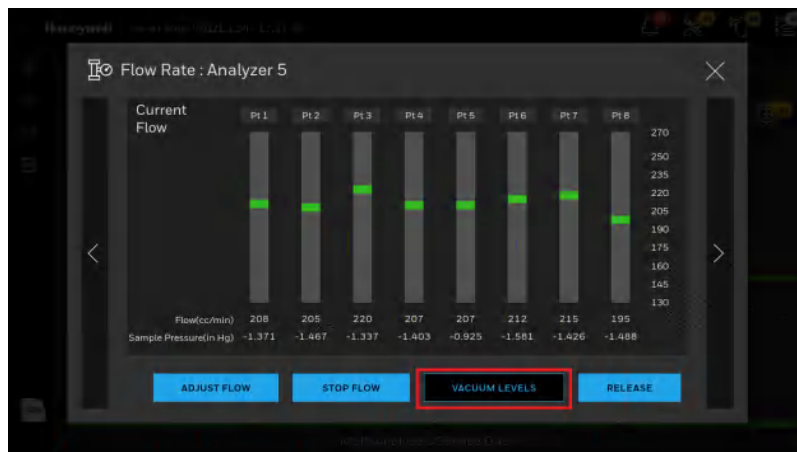 Honeywell
Flow Rate : Analyzer 5
Current
Flow
Pt 1 Pt 2 Pt 3 Pt 4 Pt 5 Pt 6 Pt 7 Pt 8
270
250
235
220
205
190
175
160
145
130
Flow(cc/min) 208 205 220 207 207 212 215 195
Sample Pressure(in Hg) -1.371 -1.467 -1.337 -1.403 -0.925 -1.581 -1.426 -1.488
ADJUST FLOW STOP FLOW VACUUM LEVELS RELEASE